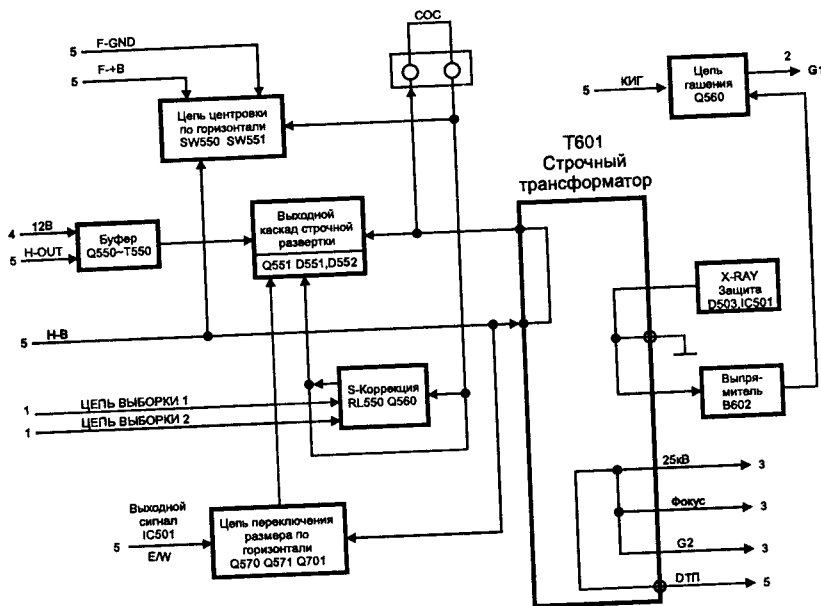 СОС
5 F-GND
5 F-+B
Цепь центровки
по горизонтали
SW550 SW551
2
5 КИГ
Цепь
гашения
Q560
G1
T601
Строчный
трансформатор
4 12В
5 H-OUT
Буфер
Q550~T550
Выходной
каскад строчной
развертки
Q551 D551,D552
X-RAY
Защита
D503,IC501
5 H-B
Выпря-
митель
B602
S-Коррекция
RL550 Q560
1 ЦЕПЬ ВЫБОРКИ 1
1 ЦЕПЬ ВЫБОРКИ 2
25кВ 3
Фокус 3
G2 3
DТП 5
Выходной
сигнал
IC501
5 E/W
Цепь переключения
размера по
горизонтали
Q570 Q571 Q701